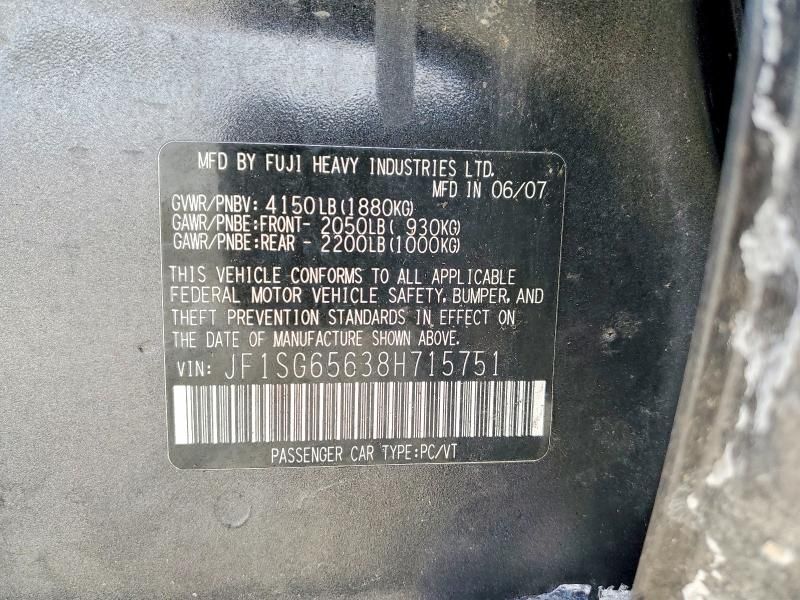 MFD BY FUJI HEAVY INDUSTRIES LTD.
MFD IN 06/07
GVWR/PNBV: 4150LB(1880KG)
GAWR/PNBE:FRONT- 2050LB( 930KG)
GAWR/PNBE:REAR - 2200LB(1000KG)
THIS VEHICLE CONFORMS TO ALL APPLICABLE
FEDERAL MOTOR VEHICLE SAFETY, BUMPER, AND
THEFT PREVENTION STANDARDS IN EFFECT ON
THE DATE OF MANUFACTURE SHOWN ABOVE.
VIN: JF1SG65638H715751
PASSENGER CAR TYPE:PC/VT